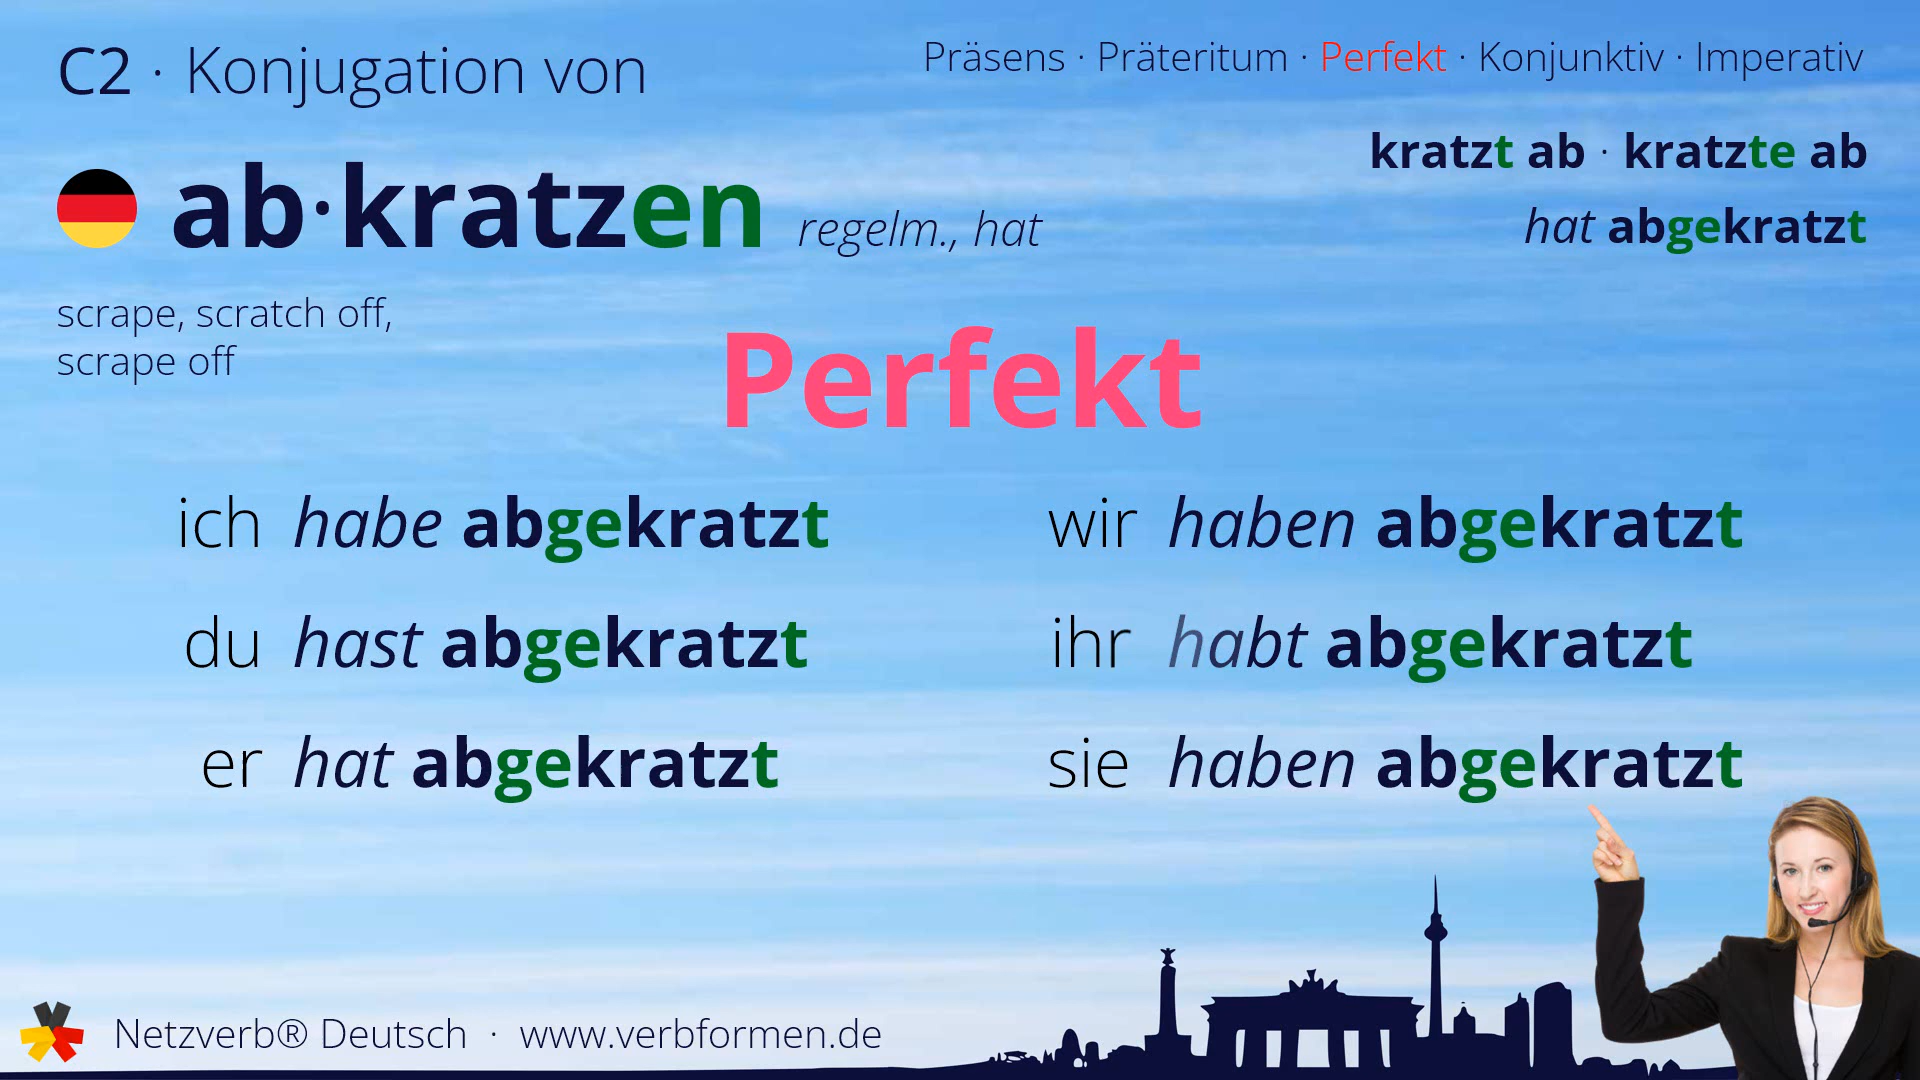 C2 · Konjugation von
Präsens · Präteritum · Perfekt · Konjunktiv · Imperativ
ab·kratzen regelm., hat
kratzt ab · kratzte ab
hat abgekratzt
scrape, scratch off,
scrape off
Perfekt
ich habe abgekratzt
du hast abgekratzt
er hat abgekratzt
wir haben abgekratzt
ihr habt abgekratzt
sie haben abgekratzt
Netzverb® Deutsch · www.verbformen.de